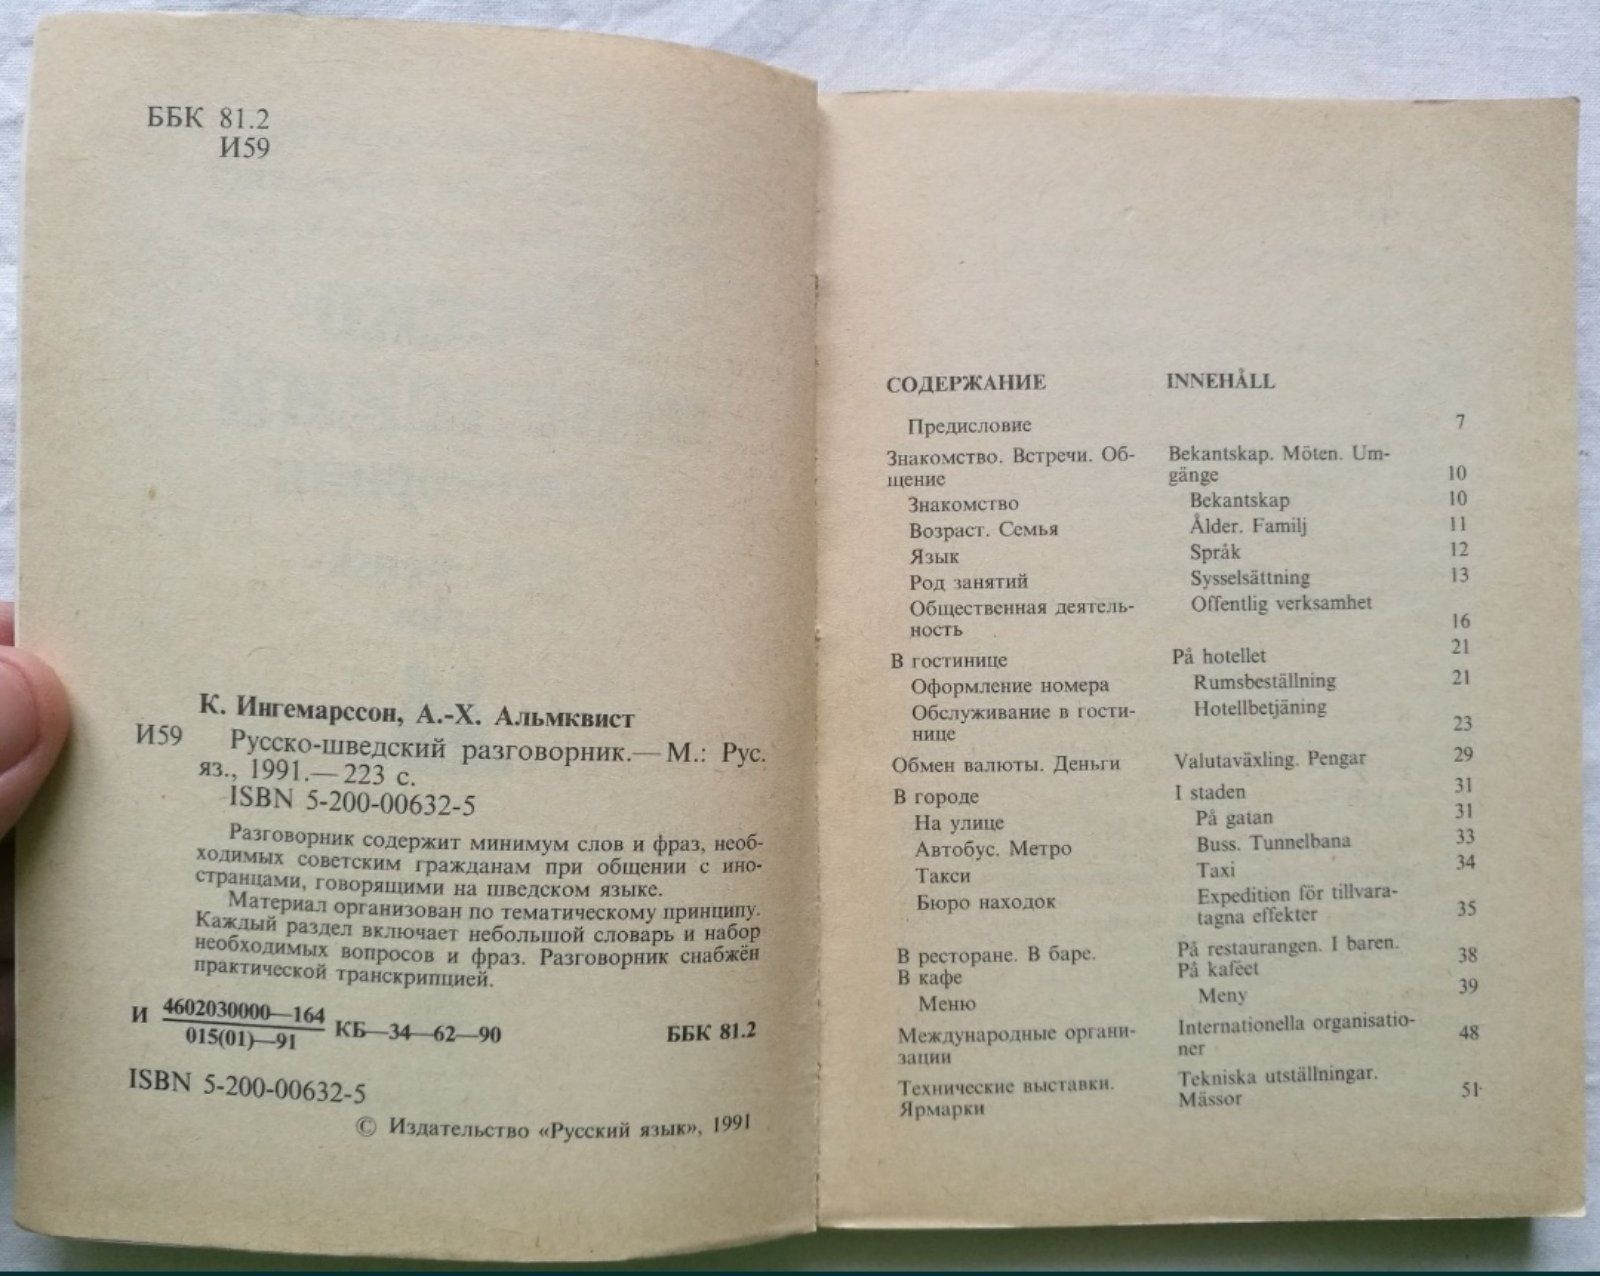 ББК 81.2
И59
К. Ингемарссон, А.-Х. Альмквист
И59 Русско-шведский разговорник.— М.: Рус.
яз., 1991.— 223 с.
ISBN 5-200-00632-5
Разговорник содержит минимум слов и фраз, необ-
ходимых советским гражданам при общении с ино-
странцами, говорящими на шведском языке.
Материал организован по тематическому принципу.
Каждый раздел включает небольшой словарь и набор
необходимых вопросов и фраз. Разговорник снабжён
практической транскрипцией.
И 4602030000—164
015(01)—91 КБ—34—62—90 ББК 81.2
ISBN 5-200-00632-5
© Издательство «Русский язык», 1991
СОДЕРЖАНИЕ INNEHÅLL
Предисловие 7
Знакомство. Встречи. Об- Bekantskap. Möten. Um-
щение gänge 10
Знакомство Bekantskap 10
Возраст. Семья Ålder. Familj 11
Язык Språk 12
Род занятий Sysselsättning 13
Общественная деятель- Offentlig verksamhet
ность 16
В гостинице På hotellet 21
Оформление номера Rumsbeställning 21
Обслуживание в гости- Hotellbetjäning
нице 23
Обмен валюты. Деньги Valutaväxling. Pengar 29
В городе I staden 31
На улице På gatan 31
Автобус. Метро Buss. Tunnelbana 33
Такси Taxi 34
Бюро находок Expedition för tillvara-
tagna effekter 35
В ресторане. В баре. På restaurangen. I baren.
В кафе På kaféet 38
Меню Meny 39
Международные органи- Internationella organisatio-
зации ner 48
Технические выставки. Tekniska utställningar.
Ярмарки Mässor 51